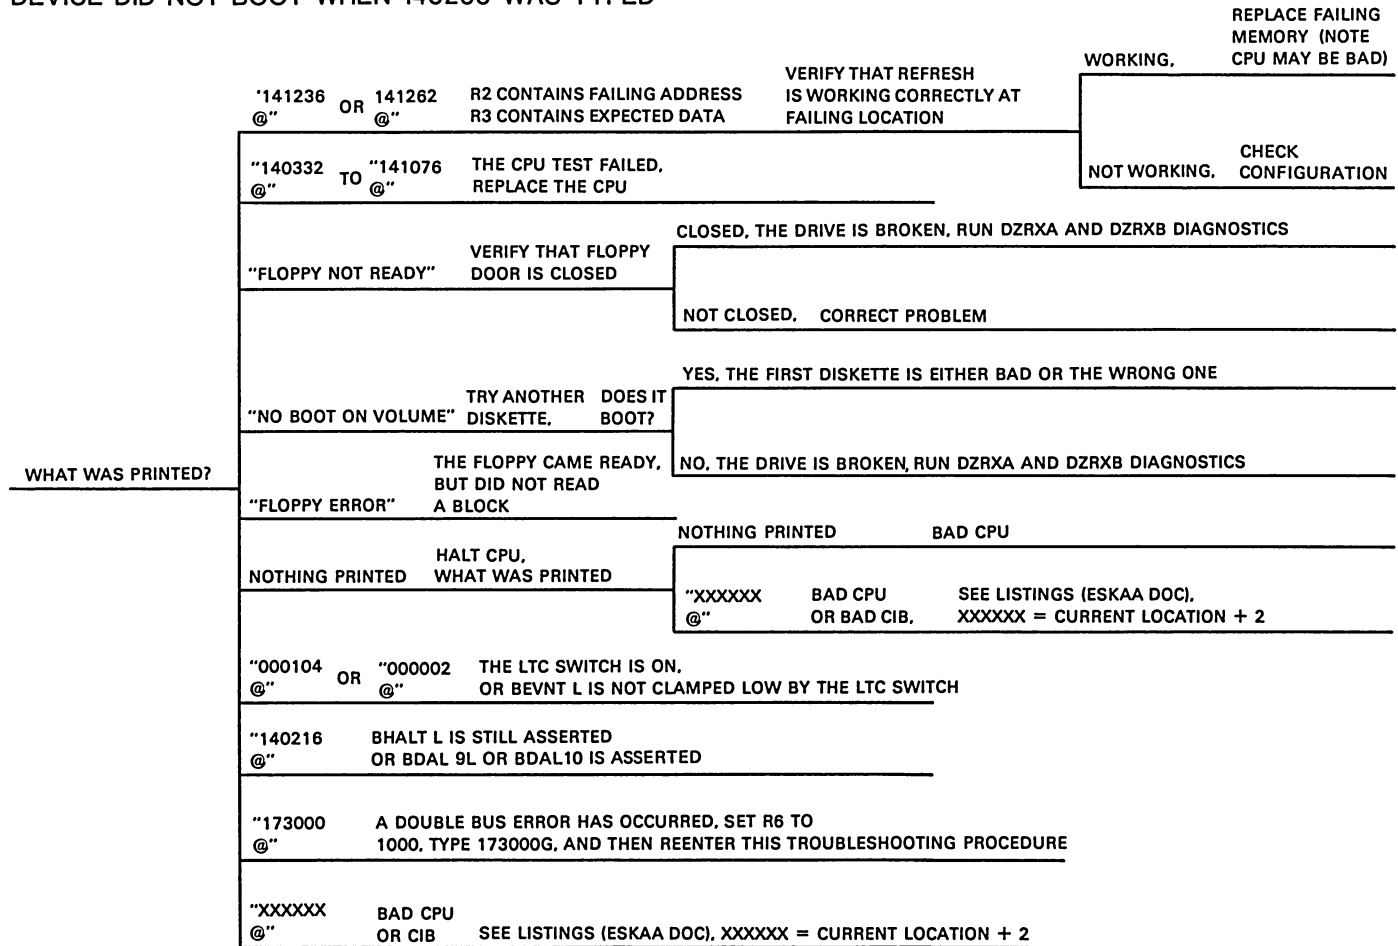 DEVICE DID NOT BOOT WHEN 140200 WAS TYPED
REPLACE FAILING
MEMORY (NOTE
WORKING, CPU MAY BE BAD)
'141236 OR 141262
@" @"
R2 CONTAINS FAILING ADDRESS
R3 CONTAINS EXPECTED DATA
VERIFY THAT REFRESH
IS WORKING CORRECTLY AT
FAILING LOCATION
CHECK
NOT WORKING, CONFIGURATION
"140332 TO "141076
@" @"
THE CPU TEST FAILED,
REPLACE THE CPU
"FLOPPY NOT READY"
VERIFY THAT FLOPPY
DOOR IS CLOSED
CLOSED, THE DRIVE IS BROKEN, RUN DZRXA AND DZRXB DIAGNOSTICS
NOT CLOSED, CORRECT PROBLEM
"NO BOOT ON VOLUME"
TRY ANOTHER DOES IT
DISKETTE, BOOT?
YES, THE FIRST DISKETTE IS EITHER BAD OR THE WRONG ONE
NO, THE DRIVE IS BROKEN, RUN DZRXA AND DZRXB DIAGNOSTICS
WHAT WAS PRINTED?
"FLOPPY ERROR"
THE FLOPPY CAME READY,
BUT DID NOT READ
A BLOCK
NOTHING PRINTED
HALT CPU,
WHAT WAS PRINTED
NOTHING PRINTED BAD CPU
"XXXXXX BAD CPU SEE LISTINGS (ESKAA DOC),
@" OR BAD CIB, XXXXXX = CURRENT LOCATION + 2
"000104 OR "000002 THE LTC SWITCH IS ON,
@" @" OR BEVNT L IS NOT CLAMPED LOW BY THE LTC SWITCH
"140216 BHALT L IS STILL ASSERTED
@" OR BDAL 9L OR BDAL10 IS ASSERTED
"173000 A DOUBLE BUS ERROR HAS OCCURRED, SET R6 TO
@" 1000, TYPE 173000G, AND THEN REENTER THIS TROUBLESHOOTING PROCEDURE
"XXXXXX BAD CPU
@" OR CIB SEE LISTINGS (ESKAA DOC), XXXXXX = CURRENT LOCATION + 2